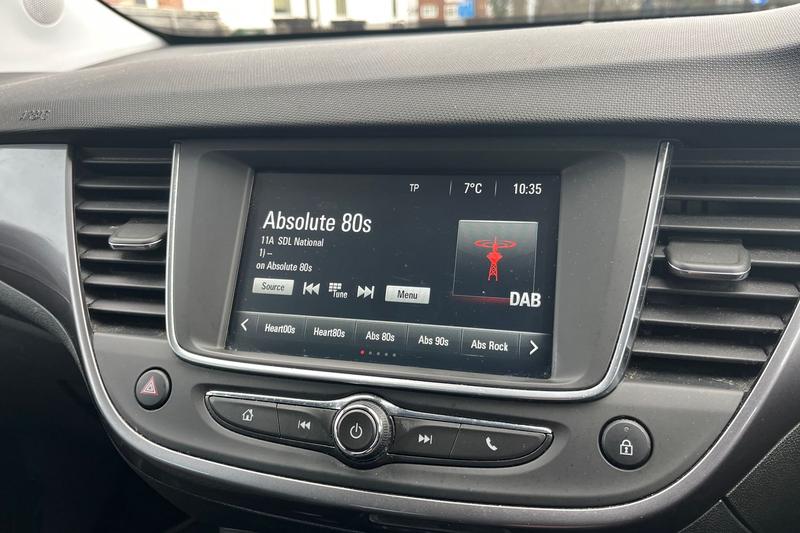 AIRBAG
TP 7°C 10:35
Absolute 80s
11A SDL National
1) --
on Absolute 80s
Source Tune Menu
DAB
Heart00s Heart80s Abs 80s Abs 90s Abs Rock